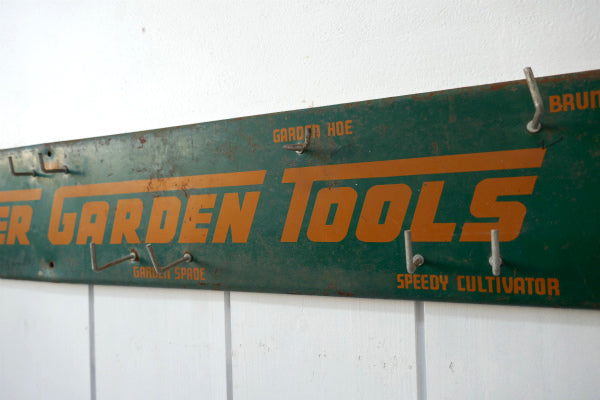 GARDEN HOE
BRUN
ER GARDEN TOOLS
GARDEN SPADE
SPEEDY CULTIVATOR